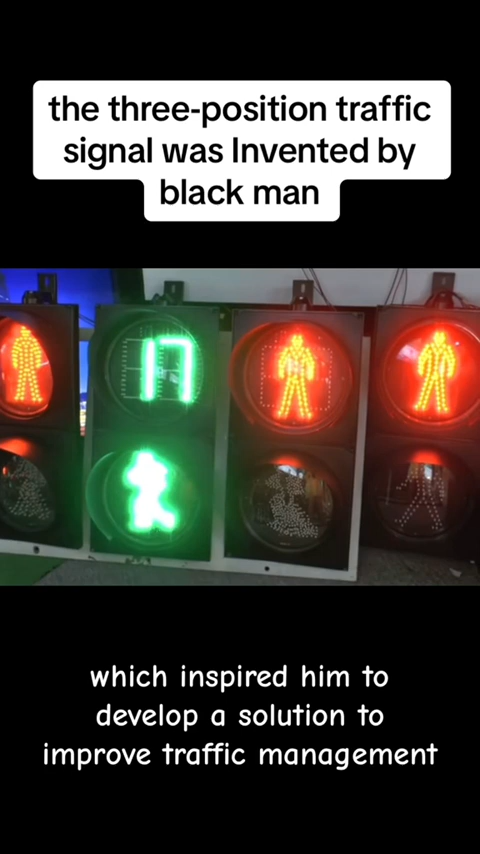 the three-position traffic
signal was Invented by
black man
17
which inspired him to
develop a solution to
improve traffic management